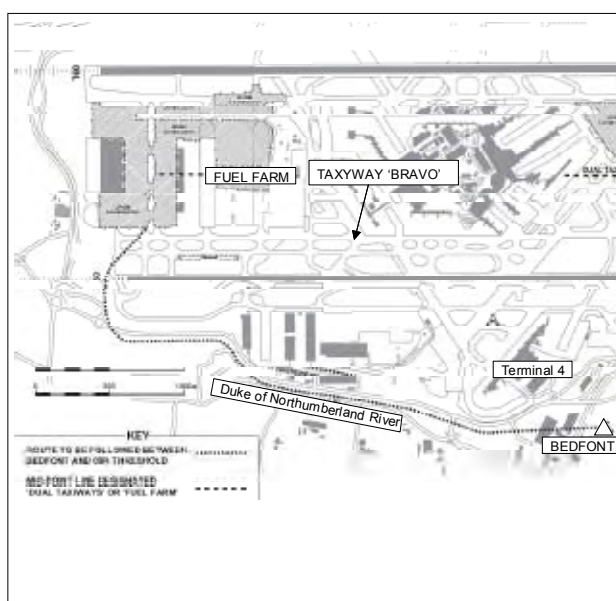 FUEL FARM
TAXYWAY ‘BRAVO’
Terminal 4
Duke of Northumberland River
BEDFONT
KEY
ROUTE TO BE FOLLOWED BETWEEN
BEDFONT AND 09R THRESHOLD
MID-POINT LINE DESIGNATED
'DUAL TAXIWAYS' OR 'FUEL FARM'